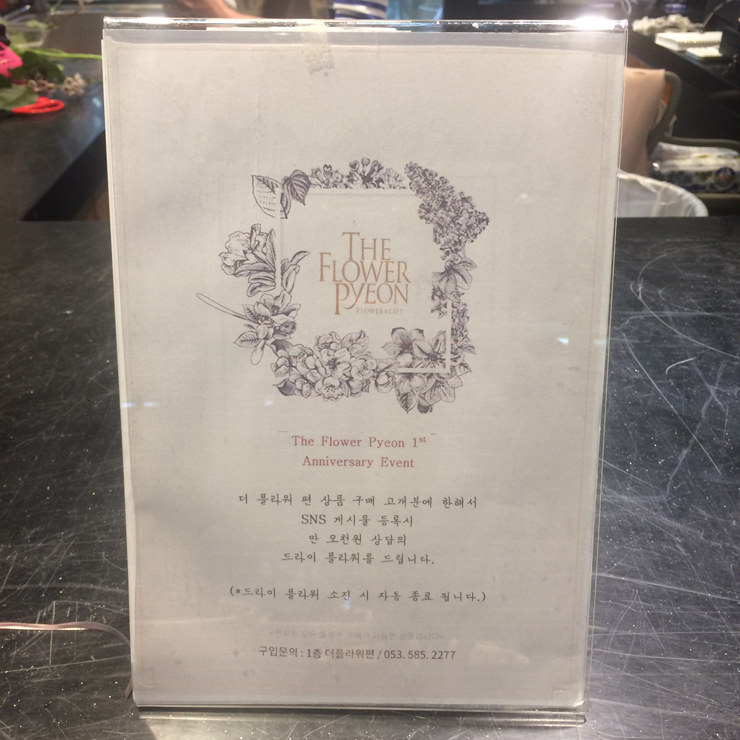 THE
FLOWER
PYEON
FLOWER&GIFT
The Flower Pyeon 1st
Anniversary Event
더 플라워 편 상품 구매 고객분에 한해서
SNS 게시물 등록시
만 오천원 상담의
드라이 플라워를 드립니다.
(*드라이 플라워 소진 시 자동 종료 됩니다.)
구입문의 : 1층 더플라워편 / 053. 585. 2277